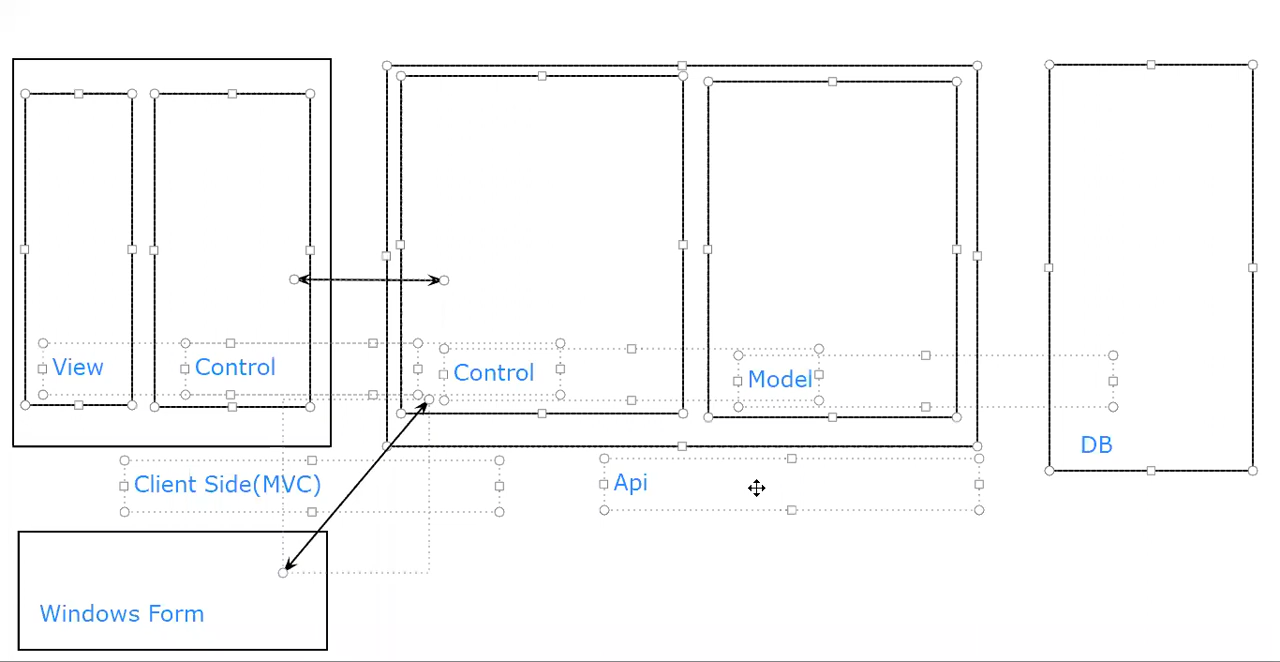 View
Control
Control
Model
DB
Client Side(MVC)
Api
Windows Form